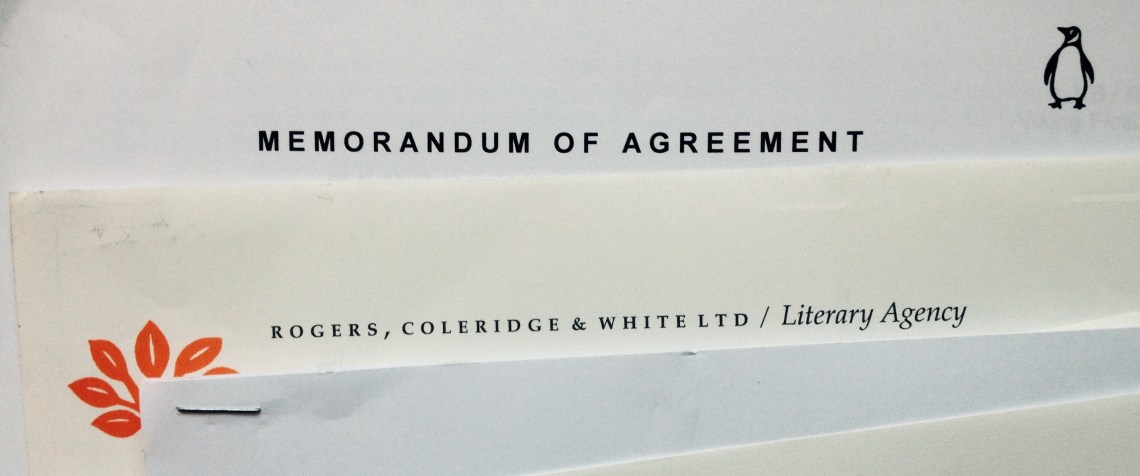 MEMORANDUM OF AGREEMENT
ROGERS, COLERIDGE & WHITE LTD / Literary Agency